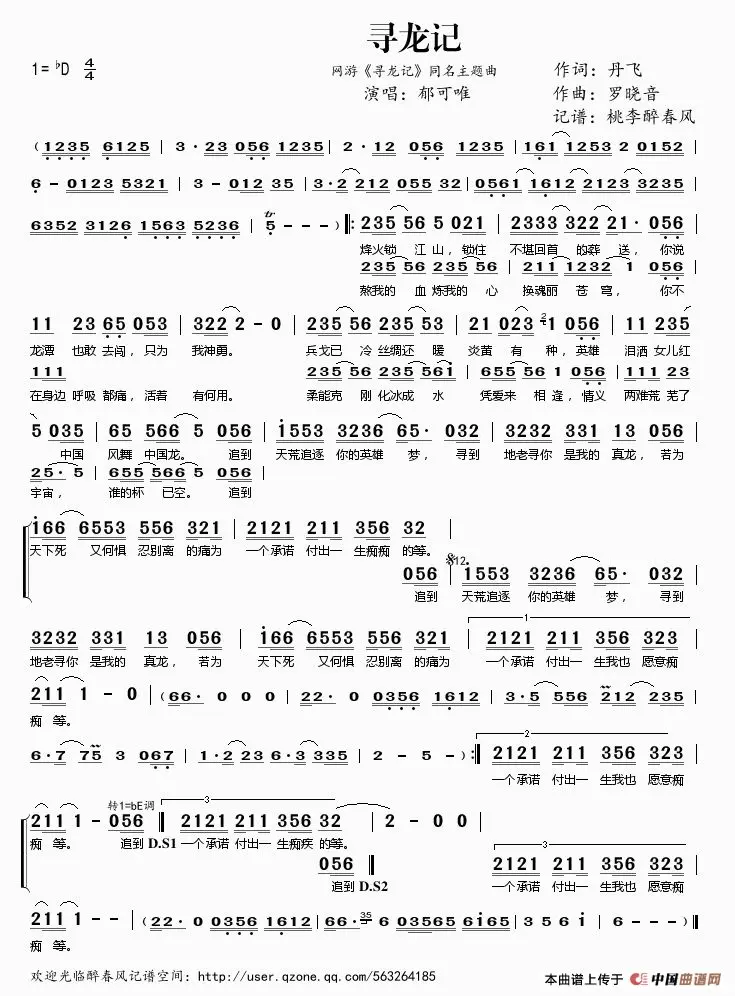 寻龙记
1= ♭D 4/4
网游《寻龙记》同名主题曲
作词：丹飞
演唱：郁可唯
作曲：罗晓音
记谱：桃李醉春风
( 1235 6125 | 3·23 056 1235 | 2·12 056 1235 | 161 1253 2 0152 |
6 - 0123 5321 | 3 - 012 35 | 3·2 212 055 32 | 0561 1612 2123 3235 |
6352 3126 1563 5236 | 5 - - - ) ‖: 235 56 5 021 | 2333 322 21· 056 |
烽火锁 江 山，锁住 不堪回首 的葬 送，你说
235 56 235 56 | 211 1232 1 056 |
熬我的 血 炼我的 心 换魂丽 苍 穹，你不
11 23 65 053 | 322 2 - 0 | 235 56 235 53 | 21 023 1 056 | 11 235
龙潭 也敢 去闯，只为 我神勇。 兵戈已 冷 丝绸还 暖 炎黄 有 种，英雄 泪洒 女儿红
111 235 56 235 561 | 655 56 1 056 | 111 23
在身边 呼吸 郁痛，活着 有何用。 柔能克 刚 化冰成 水 凭爱来 相 逢，情义 两难荒 芜了
5 035 | 65 566 5 056 | 1553 3236 65· 032 | 3232 331 13 056 |
中国 风舞 中国龙。 追到 天荒追逐 你的英雄 梦，寻到 地老寻你 是我的 真龙，若为
25· 5· | 655 566 5 056 |
宇宙， 谁的杯 已空。 追到
166 6553 556 321 | 2121 211 356 32 |
天下死 又何惧 忍别离 的痛为 一个承诺 付出一 生痴痴 的等。
056 | 1553 3236 65· 032 |
追到 天荒追逐 你的英雄 梦，寻到
3232 331 13 056 | 166 6553 556 321 | 2121 211 356 323
地老寻你 是我的 真龙，若为 天下死 又何惧 忍别离 的痛为 一个承诺 付出一 生我也 愿意痴
211 1 - 0 | ( 66· 0 0 0 | 22· 0 0356 1612 | 3·5 556 212 235 |
痴 等。
6·7 75 3 067 | 1·2 23 6·3 335 | 2 - 5 - ) :‖ 2121 211 356 323
一个承诺 付出一 生我也 愿意痴
转1=bE调
211 1 - 056 ‖ 2121 211 356 32 | 2 - 0 0 |
痴 等。 追到 D.S1 一个承诺 付出一 生痴疾 的等。
056 ‖ 2121 211 356 323
追到 D.S2 一个承诺 付出一 生我也 愿意痴
211 1 - - | ( 22· 0 0356 1612 | 66· 35 6 03565 6165 | 3 5 6 1 | 6 - - - ) ‖
痴 等。
欢迎光临醉春风记谱空间：http://user.qzone.qq.com/563264185
本曲谱上传于 中国曲谱网